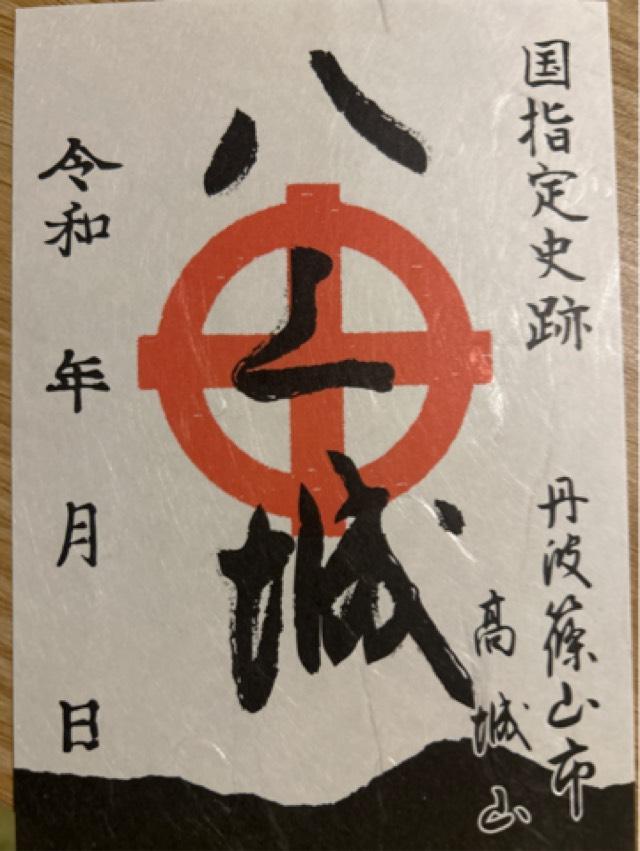 国指定史跡
丹波篠山市
高城山
八上城
令和 年 月 日